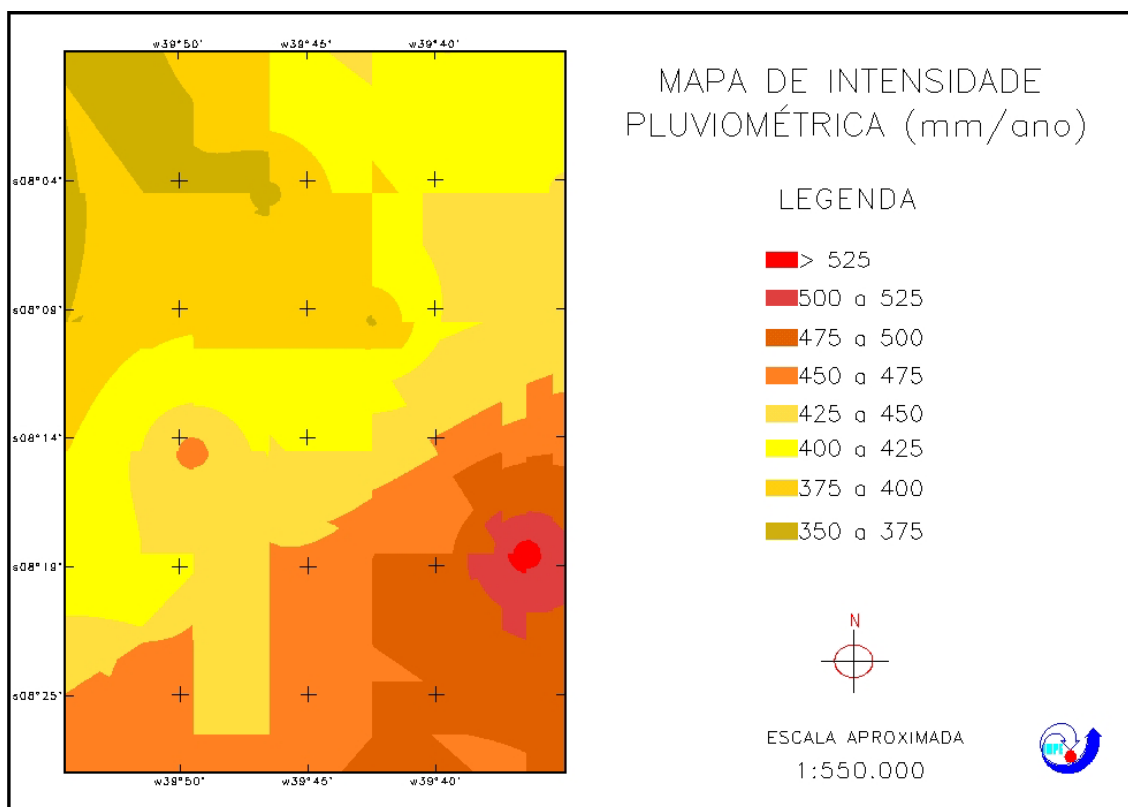 w39°50' w39°45' w39°40'
s08°04'
s08°09'
s08°14'
s08°19'
s08°25'
w39°50' w39°45' w39°40'
MAPA DE INTENSIDADE
PLUVIOMÉTRICA (mm/ano)
LEGENDA
> 525
500 a 525
475 a 500
450 a 475
425 a 450
400 a 425
375 a 400
350 a 375
N
ESCALA APROXIMADA
1:550.000